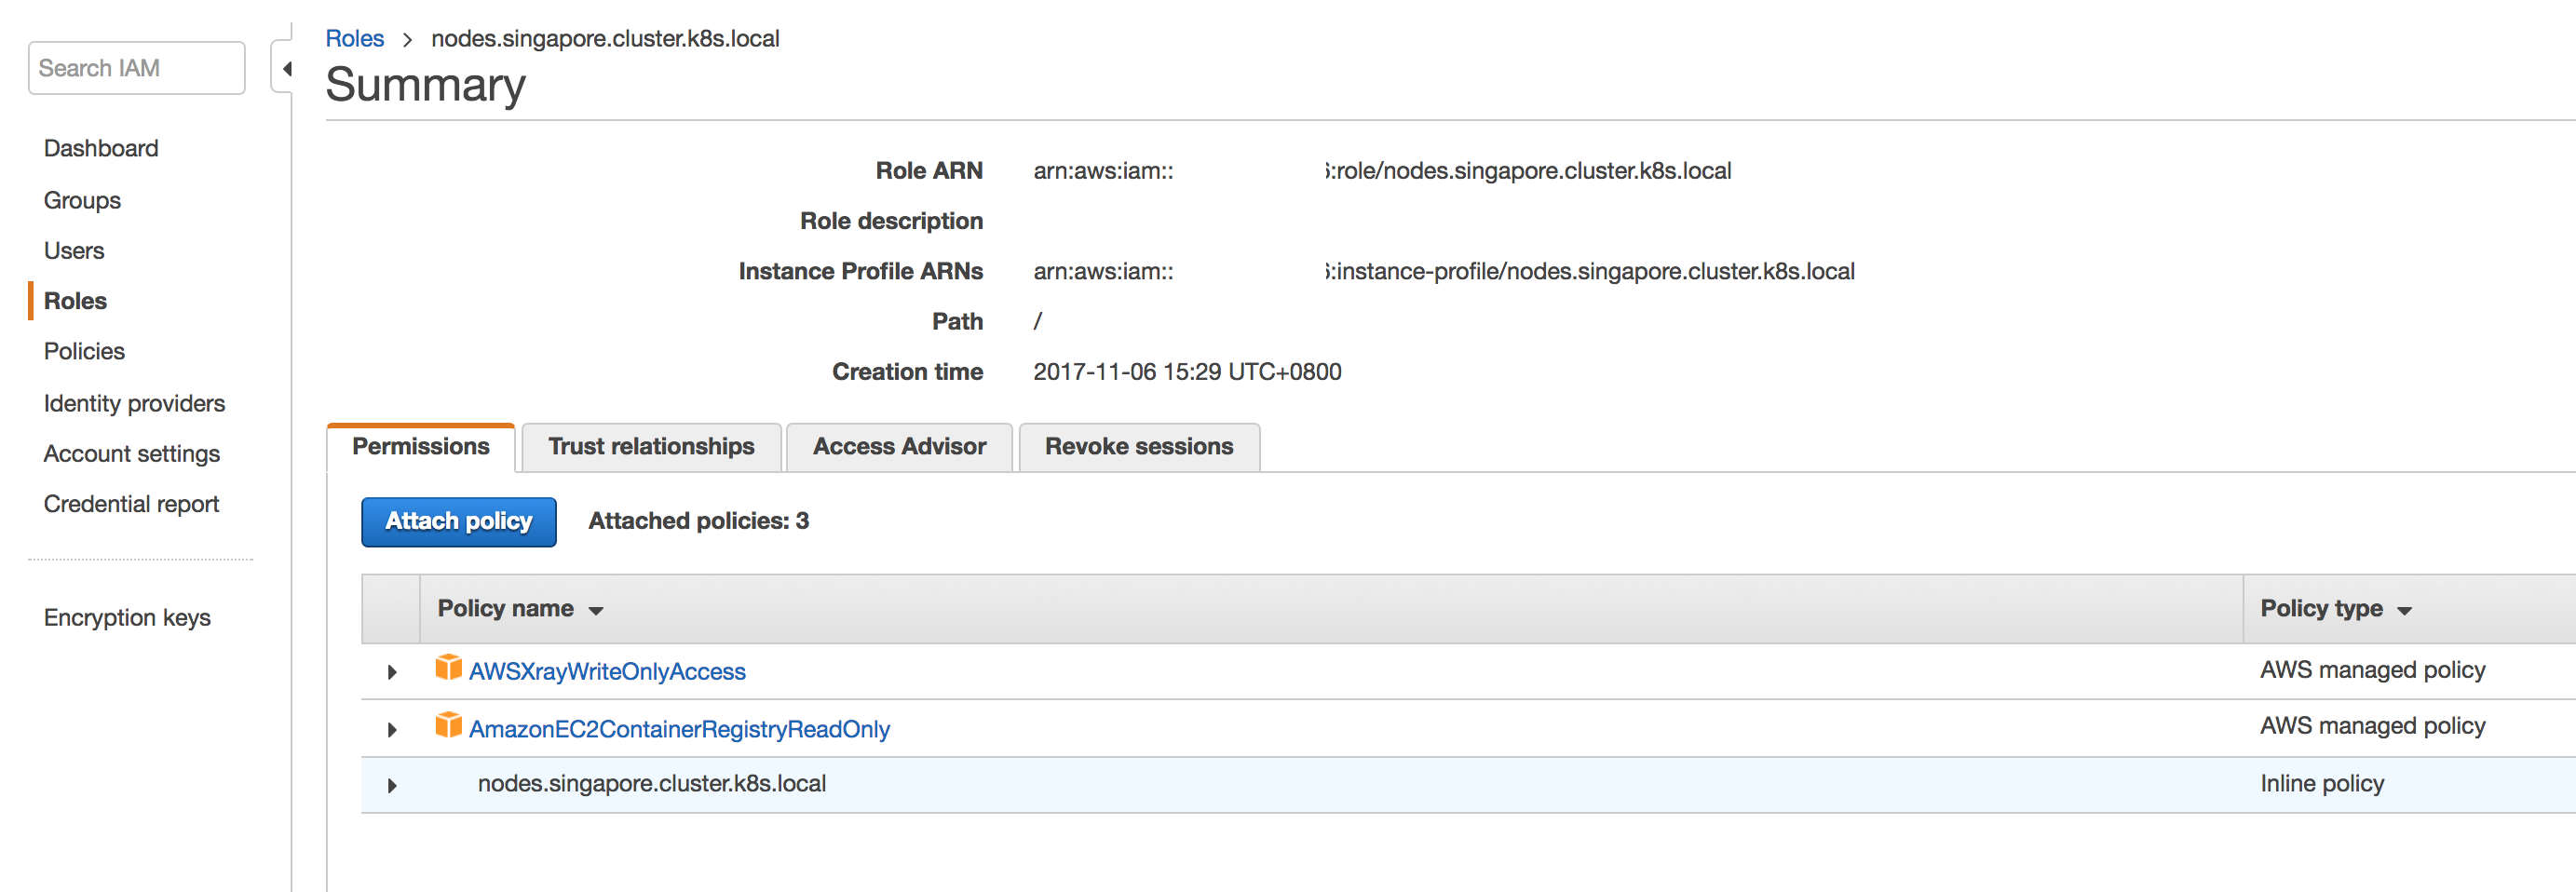 Search IAM
Dashboard
Groups
Users
Roles
Policies
Identity providers
Account settings
Credential report
Encryption keys
Roles > nodes.singapore.cluster.k8s.local
Summary
Role ARN arn:aws:iam:: :role/nodes.singapore.cluster.k8s.local
Role description
Instance Profile ARNs arn:aws:iam:: :instance-profile/nodes.singapore.cluster.k8s.local
Path /
Creation time 2017-11-06 15:29 UTC+0800
Permissions Trust relationships Access Advisor Revoke sessions
Attach policy Attached policies: 3
Policy name Policy type
AWSXrayWriteOnlyAccess AWS managed policy
AmazonEC2ContainerRegistryReadOnly AWS managed policy
nodes.singapore.cluster.k8s.local Inline policy